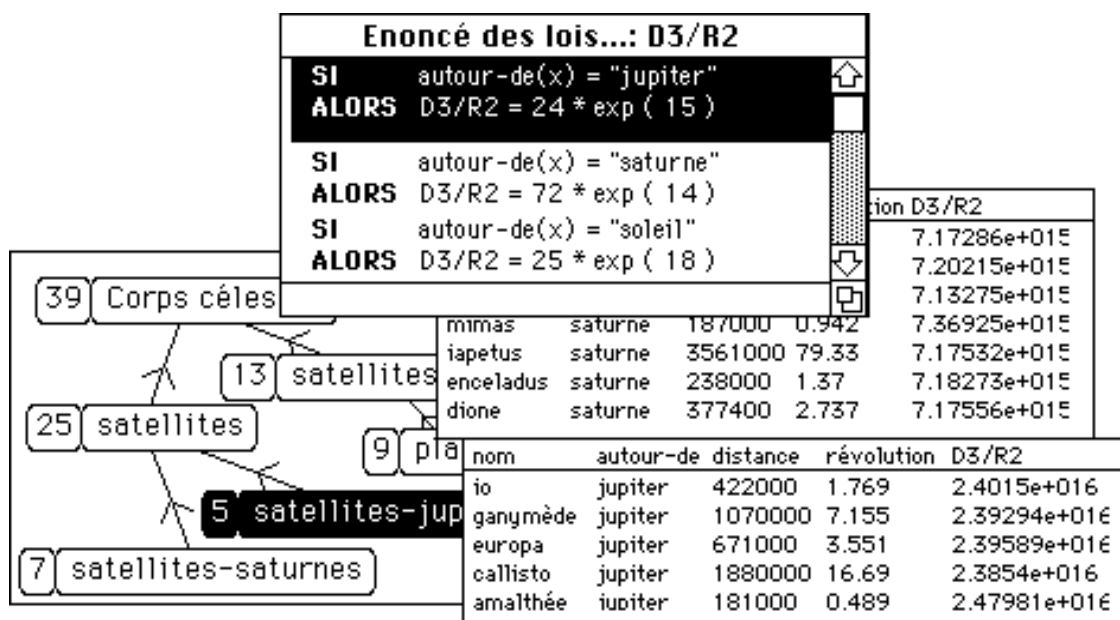 Enoncé des lois...: D3/R2
SI autour-de(x) = "jupiter"
ALORS D3/R2 = 24 * exp ( 15 )
SI autour-de(x) = "saturne"
ALORS D3/R2 = 72 * exp ( 14 )
SI autour-de(x) = "soleil"
ALORS D3/R2 = 25 * exp ( 18 )
tion D3/R2
7.17286e+015
7.20215e+015
7.13275e+015
mimas saturne 187000 0.942 7.36925e+015
iapetus saturne 3561000 79.33 7.17532e+015
enceladus saturne 238000 1.37 7.18273e+015
dione saturne 377400 2.737 7.17556e+015
39 Corps céles
13 satellites
25 satellites
9 pla
5 satellites-jup
7 satellites-saturnes
nom autour-de distance révolution D3/R2
io jupiter 422000 1.769 2.4015e+016
ganymède jupiter 1070000 7.155 2.39294e+016
europa jupiter 671000 3.551 2.39589e+016
callisto jupiter 1880000 16.69 2.3854e+016
amalthée jupiter 181000 0.489 2.47981e+016